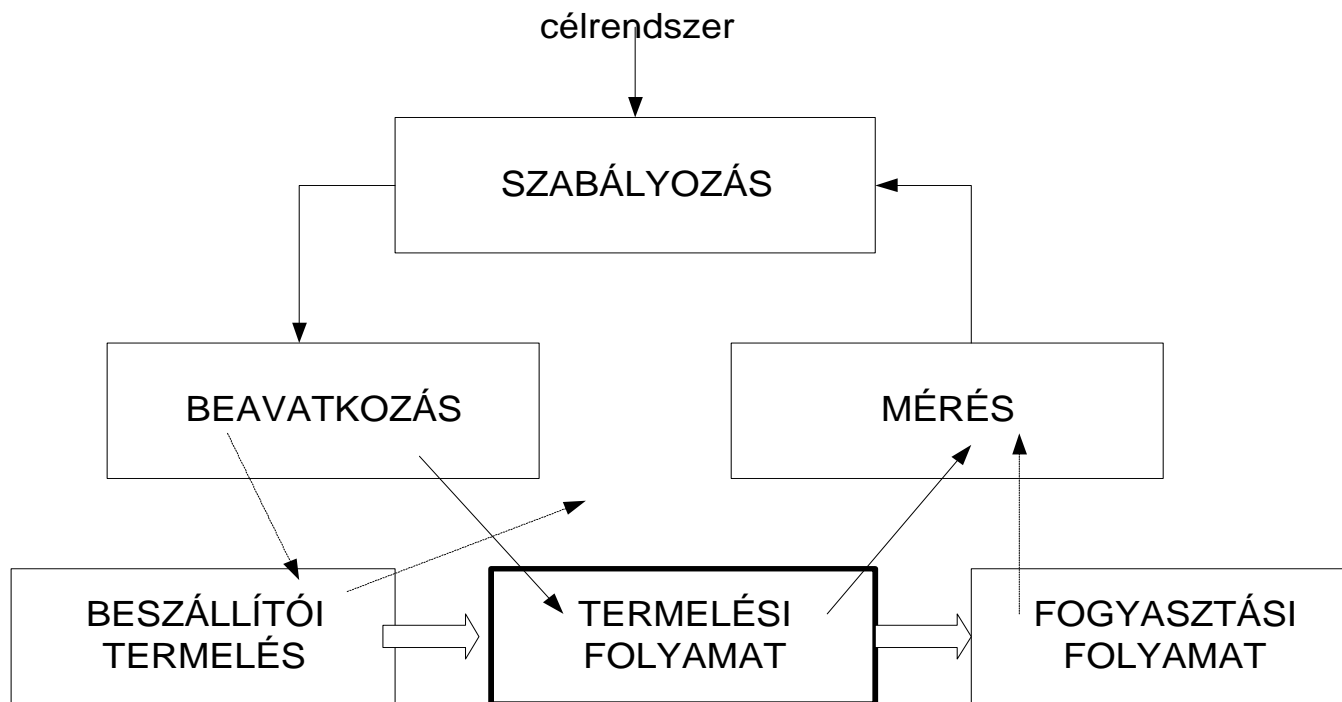 célrendszer
SZABÁLYOZÁS
BEAVATKOZÁS
MÉRÉS
BESZÁLLÍTÓI
TERMELÉS
TERMELÉSI
FOLYAMAT
FOGYASZTÁSI
FOLYAMAT